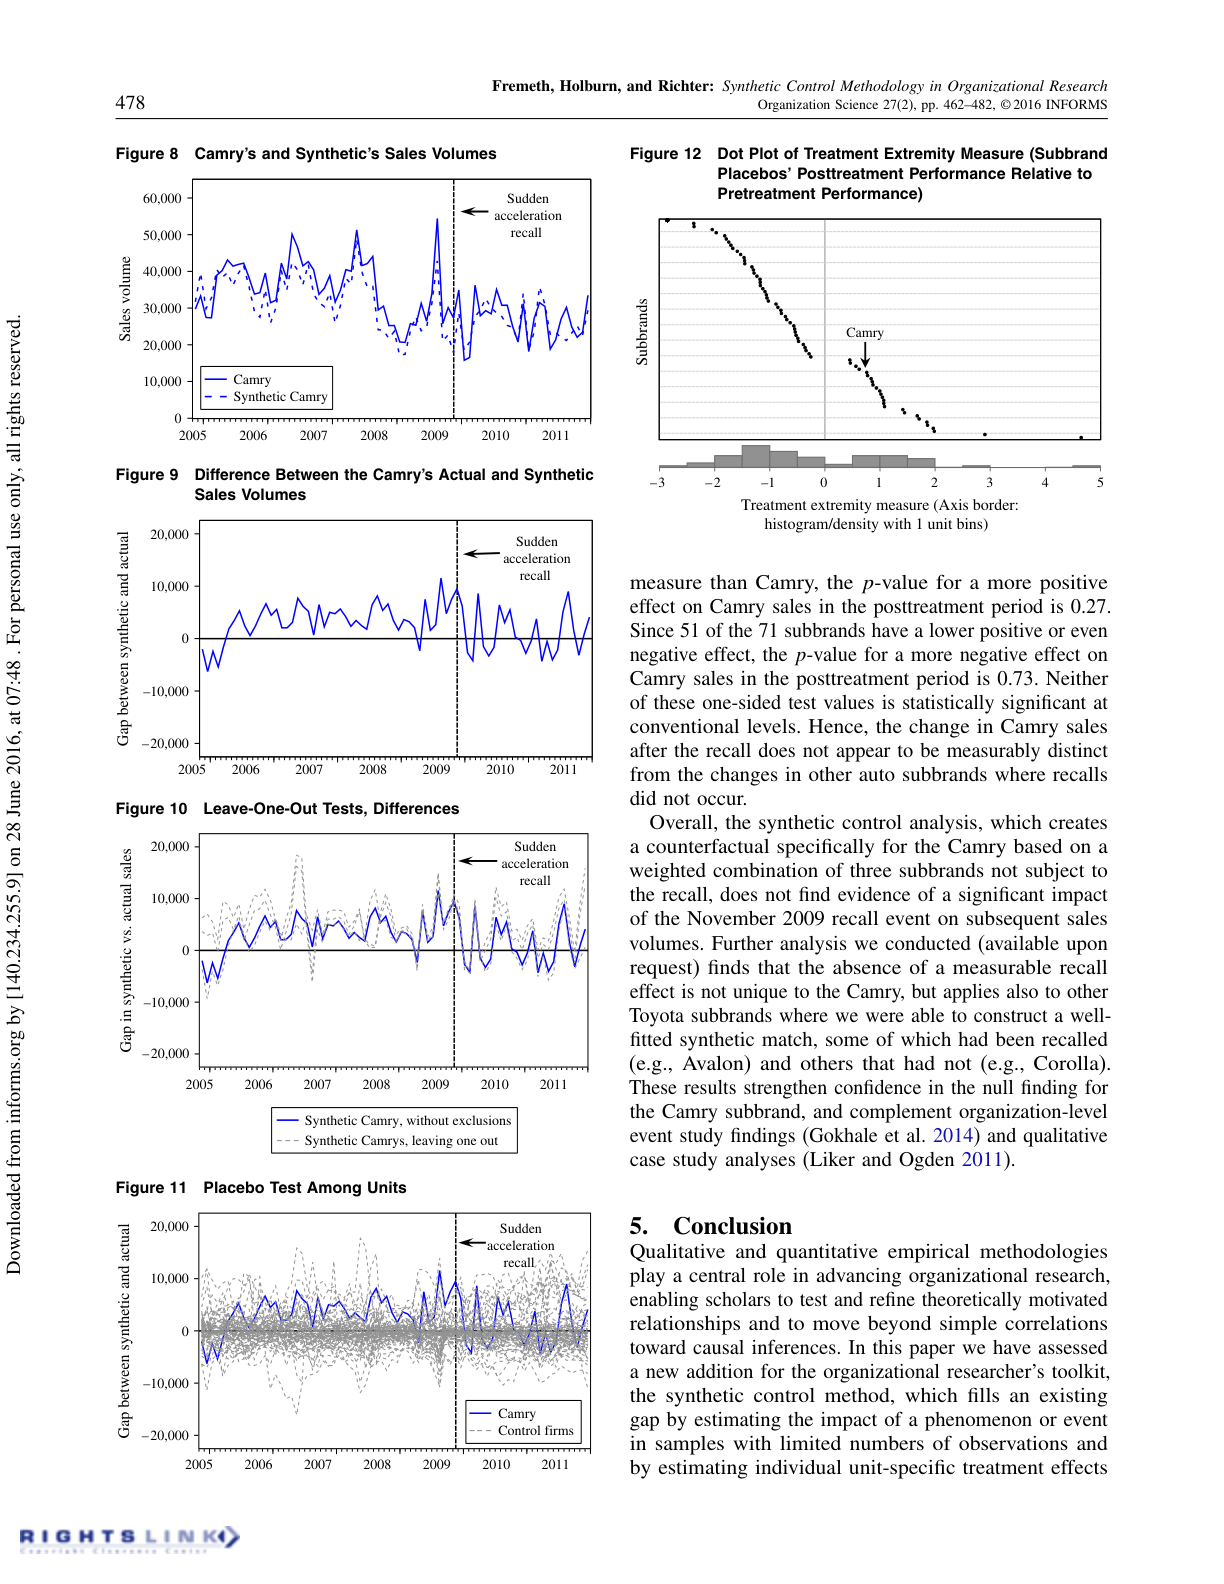 478
Fremeth, Holburn, and Richter: Synthetic Control Methodology in Organizational Research
Organization Science 27(2), pp. 462–482, © 2016 INFORMS
Downloaded from informs.org by [140.234.255.9] on 28 June 2016, at 07:48 . For personal use only, all rights reserved.
Figure 8 Camry's and Synthetic's Sales Volumes
60,000
50,000
40,000
30,000
20,000
10,000
0
Sales volume
Sudden
acceleration
recall
Camry
Synthetic Camry
2005 2006 2007 2008 2009 2010 2011
Figure 9 Difference Between the Camry's Actual and Synthetic
Sales Volumes
20,000
10,000
0
–10,000
–20,000
Gap between synthetic and actual
Sudden
acceleration
recall
2005 2006 2007 2008 2009 2010 2011
Figure 10 Leave-One-Out Tests, Differences
20,000
10,000
0
–10,000
–20,000
Gap in synthetic vs. actual sales
Sudden
acceleration
recall
2005 2006 2007 2008 2009 2010 2011
Synthetic Camry, without exclusions
Synthetic Camrys, leaving one out
Figure 11 Placebo Test Among Units
20,000
10,000
0
–10,000
–20,000
Gap between synthetic and actual
Sudden
acceleration
recall
Camry
Control firms
2005 2006 2007 2008 2009 2010 2011
Figure 12 Dot Plot of Treatment Extremity Measure (Subbrand
Placebos' Posttreatment Performance Relative to
Pretreatment Performance)
Subbrands
Camry
–3 –2 –1 0 1 2 3 4 5
Treatment extremity measure (Axis border:
histogram/density with 1 unit bins)
measure than Camry, the p-value for a more positive
effect on Camry sales in the posttreatment period is 0.27.
Since 51 of the 71 subbrands have a lower positive or even
negative effect, the p-value for a more negative effect on
Camry sales in the posttreatment period is 0.73. Neither
of these one-sided test values is statistically significant at
conventional levels. Hence, the change in Camry sales
after the recall does not appear to be measurably distinct
from the changes in other auto subbrands where recalls
did not occur.
Overall, the synthetic control analysis, which creates
a counterfactual specifically for the Camry based on a
weighted combination of three subbrands not subject to
the recall, does not find evidence of a significant impact
of the November 2009 recall event on subsequent sales
volumes. Further analysis we conducted (available upon
request) finds that the absence of a measurable recall
effect is not unique to the Camry, but applies also to other
Toyota subbrands where we were able to construct a well-
fitted synthetic match, some of which had been recalled
(e.g., Avalon) and others that had not (e.g., Corolla).
These results strengthen confidence in the null finding for
the Camry subbrand, and complement organization-level
event study findings (Gokhale et al. 2014) and qualitative
case study analyses (Liker and Ogden 2011).
5. Conclusion
Qualitative and quantitative empirical methodologies
play a central role in advancing organizational research,
enabling scholars to test and refine theoretically motivated
relationships and to move beyond simple correlations
toward causal inferences. In this paper we have assessed
a new addition for the organizational researcher's toolkit,
the synthetic control method, which fills an existing
gap by estimating the impact of a phenomenon or event
in samples with limited numbers of observations and
by estimating individual unit-specific treatment effects
RIGHTSLINK
Copyright Clearance Center